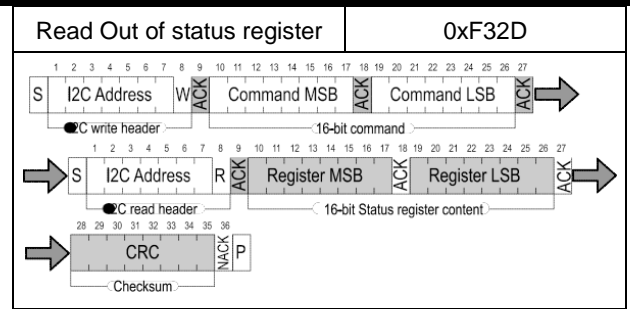 Read Out of status register 0xF32D
1 2 3 4 5 6 7 8 9 10 11 12 13 14 15 16 17 18 19 20 21 22 23 24 25 26 27
S I2C Address W ACK Command MSB ACK Command LSB ACK
2C write header 16-bit command
1 2 3 4 5 6 7 8 9 10 11 12 13 14 15 16 17 18 19 20 21 22 23 24 25 26 27
S I2C Address R ACK Register MSB ACK Register LSB ACK
2C read header 16-bit Status register content
28 29 30 31 32 33 34 35 36
CRC NACK P
Checksum